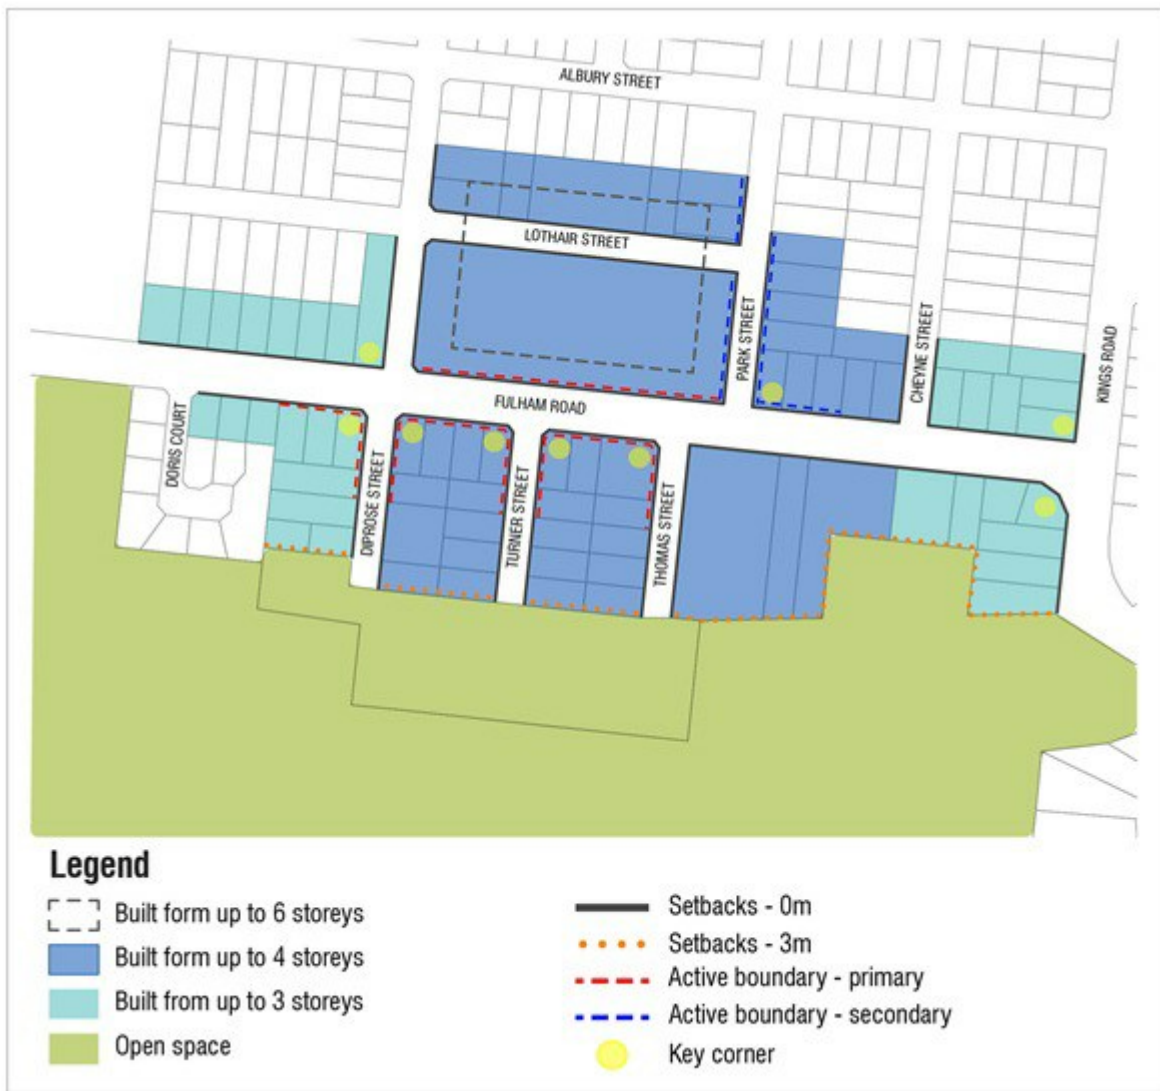 ALBURY STREET
LOTHAIR STREET
PARK STREET
CHEYNE STREET
KINGS ROAD
FULHAM ROAD
DORIS COURT
DIPROSE STREET
TURNER STREET
THOMAS STREET
Legend
Built form up to 6 storeys
Built form up to 4 storeys
Built from up to 3 storeys
Open space
Setbacks - 0m
Setbacks - 3m
Active boundary - primary
Active boundary - secondary
Key corner